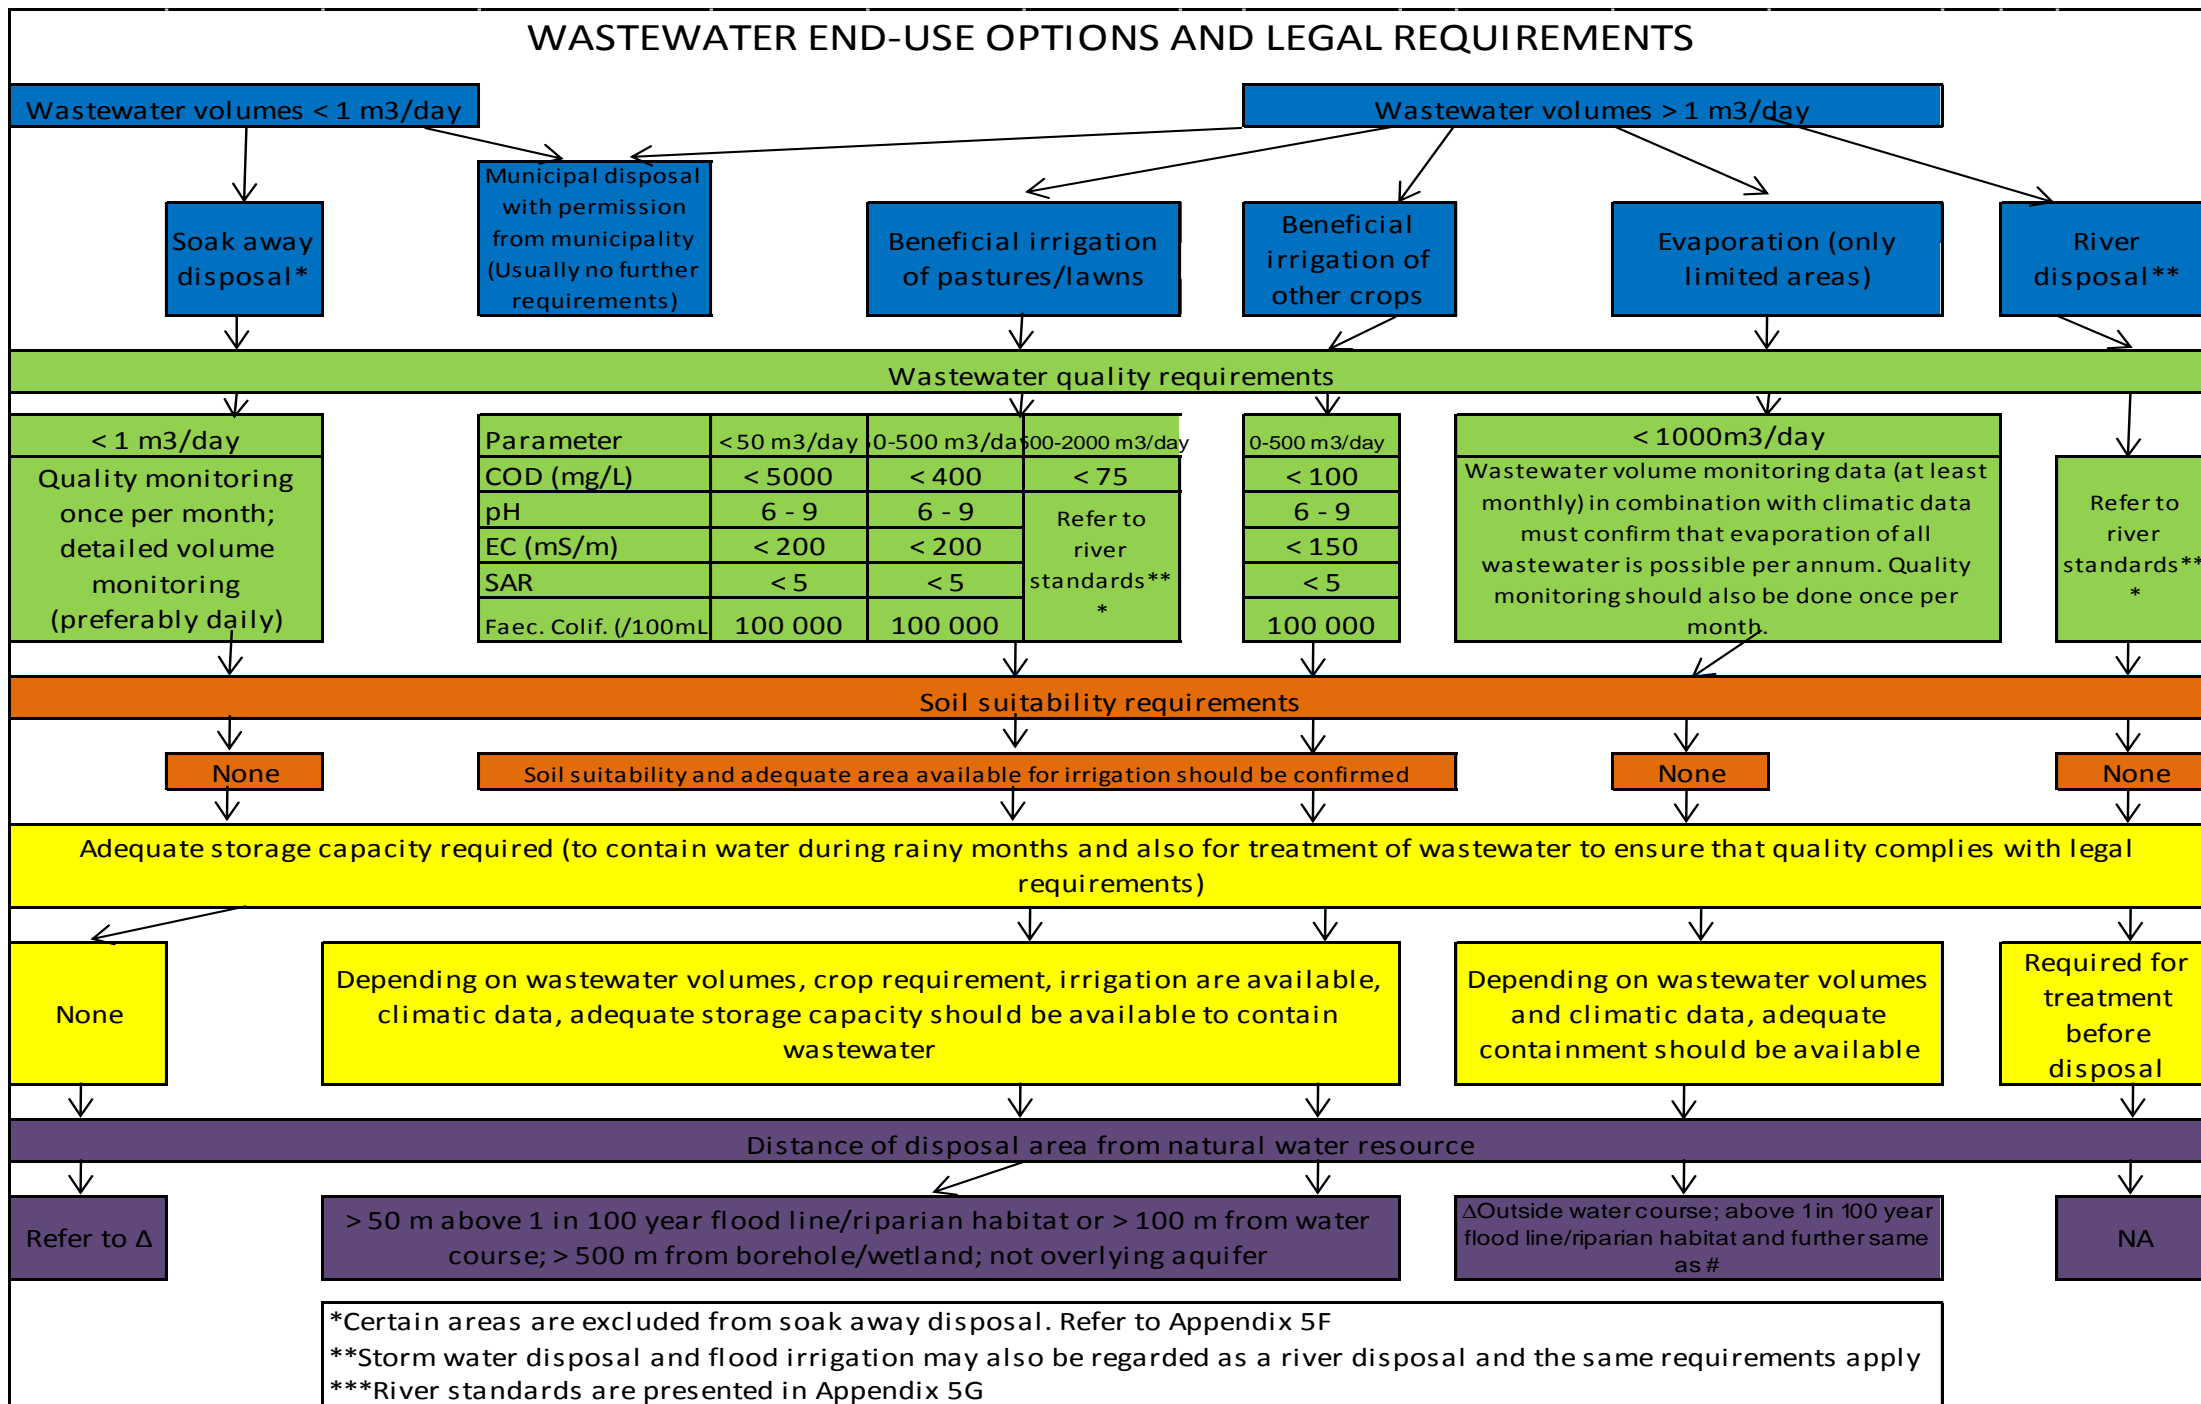 WASTEWATER END-USE OPTIONS AND LEGAL REQUIREMENTS
Wastewater volumes < 1 m3/day
Wastewater volumes > 1 m3/day
Soak away
disposal*
Municipal disposal
with permission
from municipality
(Usually no further
requirements)
Beneficial irrigation
of pastures/lawns
Beneficial
irrigation of
other crops
Evaporation (only
limited areas)
River
disposal**
Wastewater quality requirements
< 1 m3/day
Quality monitoring
once per month;
detailed volume
monitoring
(preferably daily)
Parameter < 50 m3/day 0-500 m3/da 500-2000 m3/day
COD (mg/L) < 5000 < 400 < 75
pH 6 - 9 6 - 9
EC (mS/m) < 200 < 200
SAR < 5 < 5
Faec. Colif. (/100mL 100 000 100 000
Refer to
river
standards**
*
0-500 m3/day
< 100
6 - 9
< 150
< 5
100 000
< 1000m3/day
Wastewater volume monitoring data (at least
monthly) in combination with climatic data
must confirm that evaporation of all
wastewater is possible per annum. Quality
monitoring should also be done once per
month.
Refer to
river
standards**
*
Soil suitability requirements
None
Soil suitability and adequate area available for irrigation should be confirmed
None
None
Adequate storage capacity required (to contain water during rainy months and also for treatment of wastewater to ensure that quality complies with legal
requirements)
None
Depending on wastewater volumes, crop requirement, irrigation are available,
climatic data, adequate storage capacity should be available to contain
wastewater
Depending on wastewater volumes
and climatic data, adequate
containment should be available
Required for
treatment
before
disposal
Distance of disposal area from natural water resource
Refer to Δ
> 50 m above 1 in 100 year flood line/riparian habitat or > 100 m from water
course; > 500 m from borehole/wetland; not overlying aquifer
ΔOutside water course; above 1 in 100 year
flood line/riparian habitat and further same
as #
NA
*Certain areas are excluded from soak away disposal. Refer to Appendix 5F
**Storm water disposal and flood irrigation may also be regarded as a river disposal and the same requirements apply
***River standards are presented in Appendix 5G